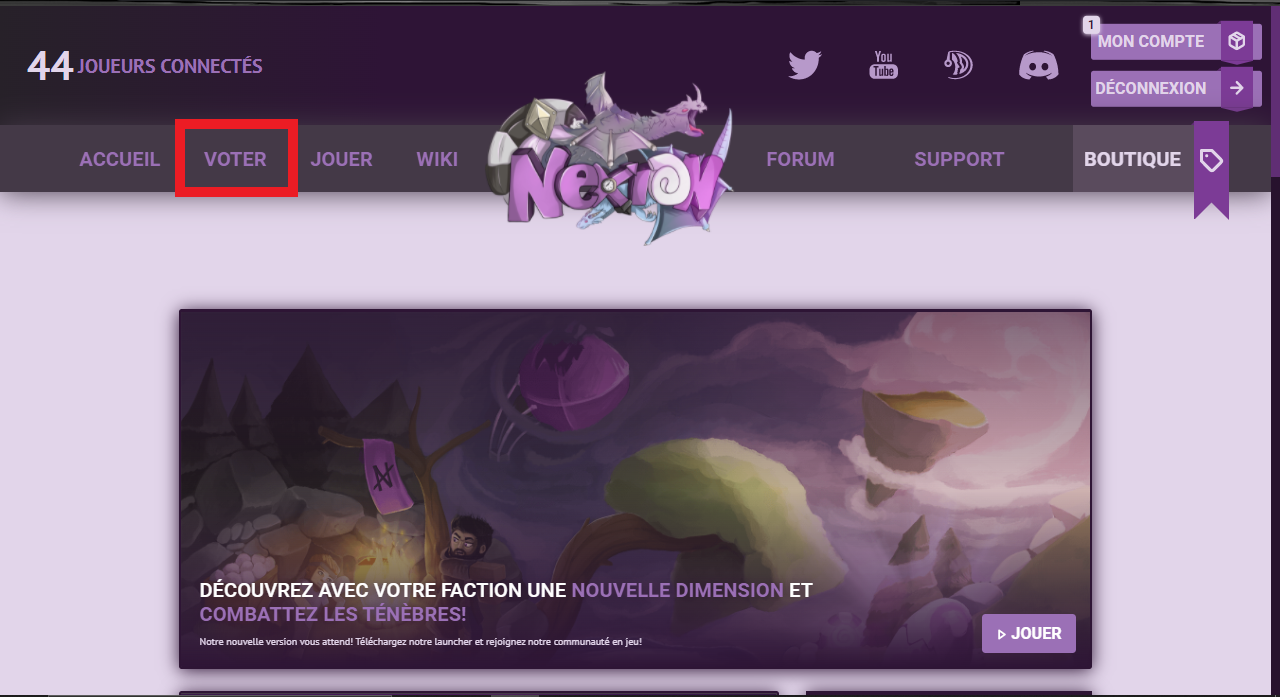 1
MON COMPTE
44 JOUEURS CONNECTÉS
You
Tube
DÉCONNEXION
ACCUEIL VOTER JOUER WIKI NEXTROW FORUM SUPPORT BOUTIQUE
DÉCOUVREZ AVEC VOTRE FACTION UNE NOUVELLE DIMENSION ET
COMBATTEZ LES TÉNÈBRES!
Notre nouvelle version vous attend! Téléchargez notre launcher et rejoignez notre communauté en jeu!
JOUER